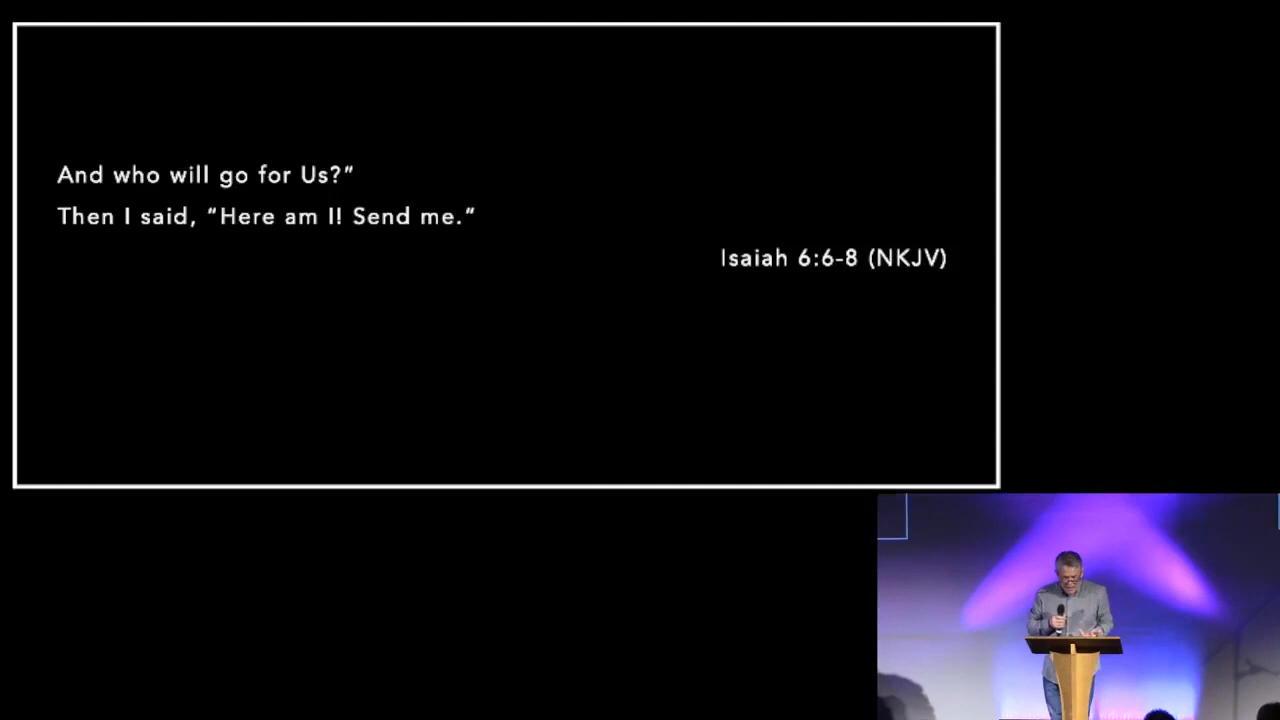 And who will go for Us?”
Then I said, “Here am I! Send me.”
Isaiah 6:6-8 (NKJV)